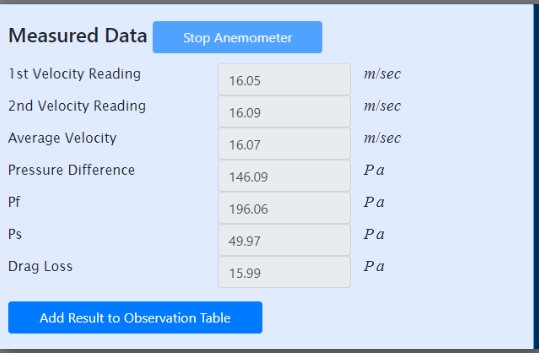 Measured Data Stop Anemometer
1st Velocity Reading 16.05 m/sec
2nd Velocity Reading 16.09 m/sec
Average Velocity 16.07 m/sec
Pressure Difference 146.09 Pa
Pf 196.06 Pa
Ps 49.97 Pa
Drag Loss 15.99 Pa
Add Result to Observation Table